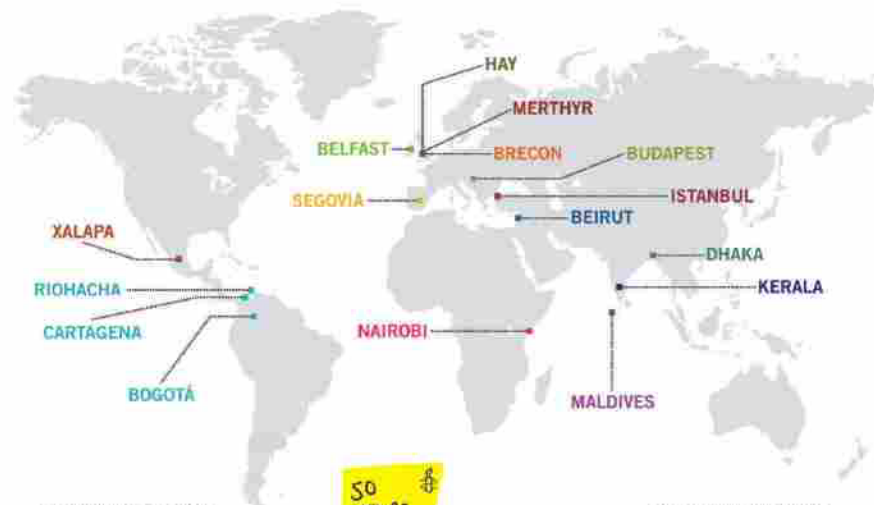 HAY
MERTHYR
BELFAST
BRECON
BUDAPEST
SEGOVIA
ISTANBUL
BEIRUT
XALAPA
DHAKA
RIOHACHA
KERALA
CARTAGENA
NAIROBI
BOGOTÁ
MALDIVES
50